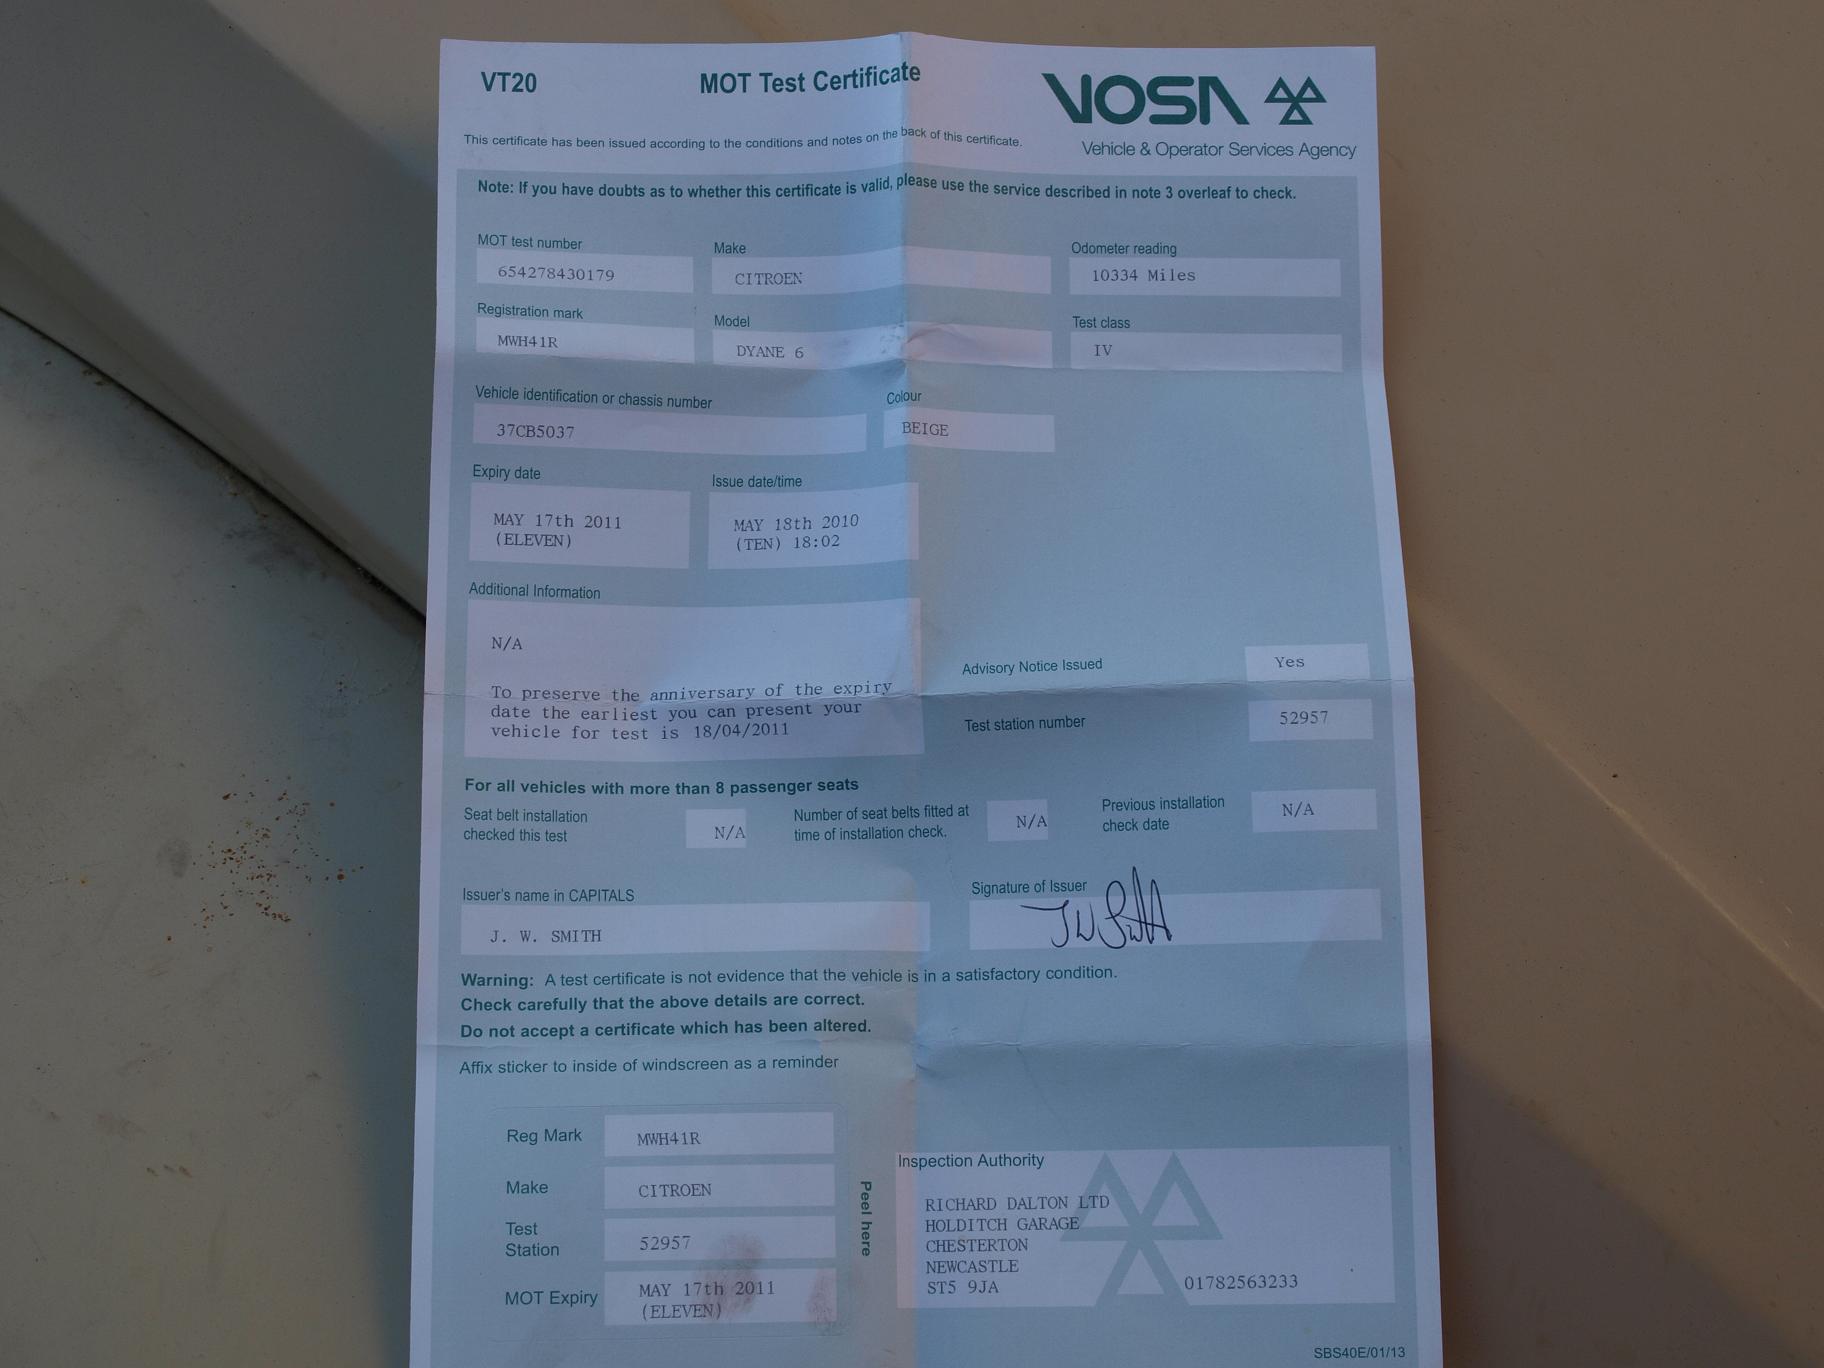 VT20
MOT Test Certificate
VOSA
Vehicle & Operator Services Agency
This certificate has been issued according to the conditions and notes on the back of this certificate.
Note: If you have doubts as to whether this certificate is valid, please use the service described in note 3 overleaf to check.
MOT test number
654278430179
Make
CITROEN
Odometer reading
10334 Miles
Registration mark
MWH41R
Model
DYANE 6
Test class
IV
Vehicle identification or chassis number
37CB5037
Colour
BEIGE
Expiry date
MAY 17th 2011
(ELEVEN)
Issue date/time
MAY 18th 2010
(TEN) 18:02
Additional Information
N/A
To preserve the anniversary of the expiry
date the earliest you can present your
vehicle for test is 18/04/2011
Advisory Notice Issued
Yes
Test station number
52957
For all vehicles with more than 8 passenger seats
Seat belt installation
checked this test
N/A
Number of seat belts fitted at
time of installation check.
N/A
Previous installation
check date
N/A
Issuer's name in CAPITALS
J. W. SMITH
Signature of Issuer
JW Smith
Warning: A test certificate is not evidence that the vehicle is in a satisfactory condition.
Check carefully that the above details are correct.
Do not accept a certificate which has been altered.
Affix sticker to inside of windscreen as a reminder
Reg Mark
MWH41R
Make
CITROEN
Test
Station
52957
MOT Expiry
MAY 17th 2011
(ELEVEN)
Peel here
Inspection Authority
RICHARD DALTON LTD
HOLDITCH GARAGE
CHESTERTON
NEWCASTLE
ST5 9JA
01782563233
SBS40E/01/13